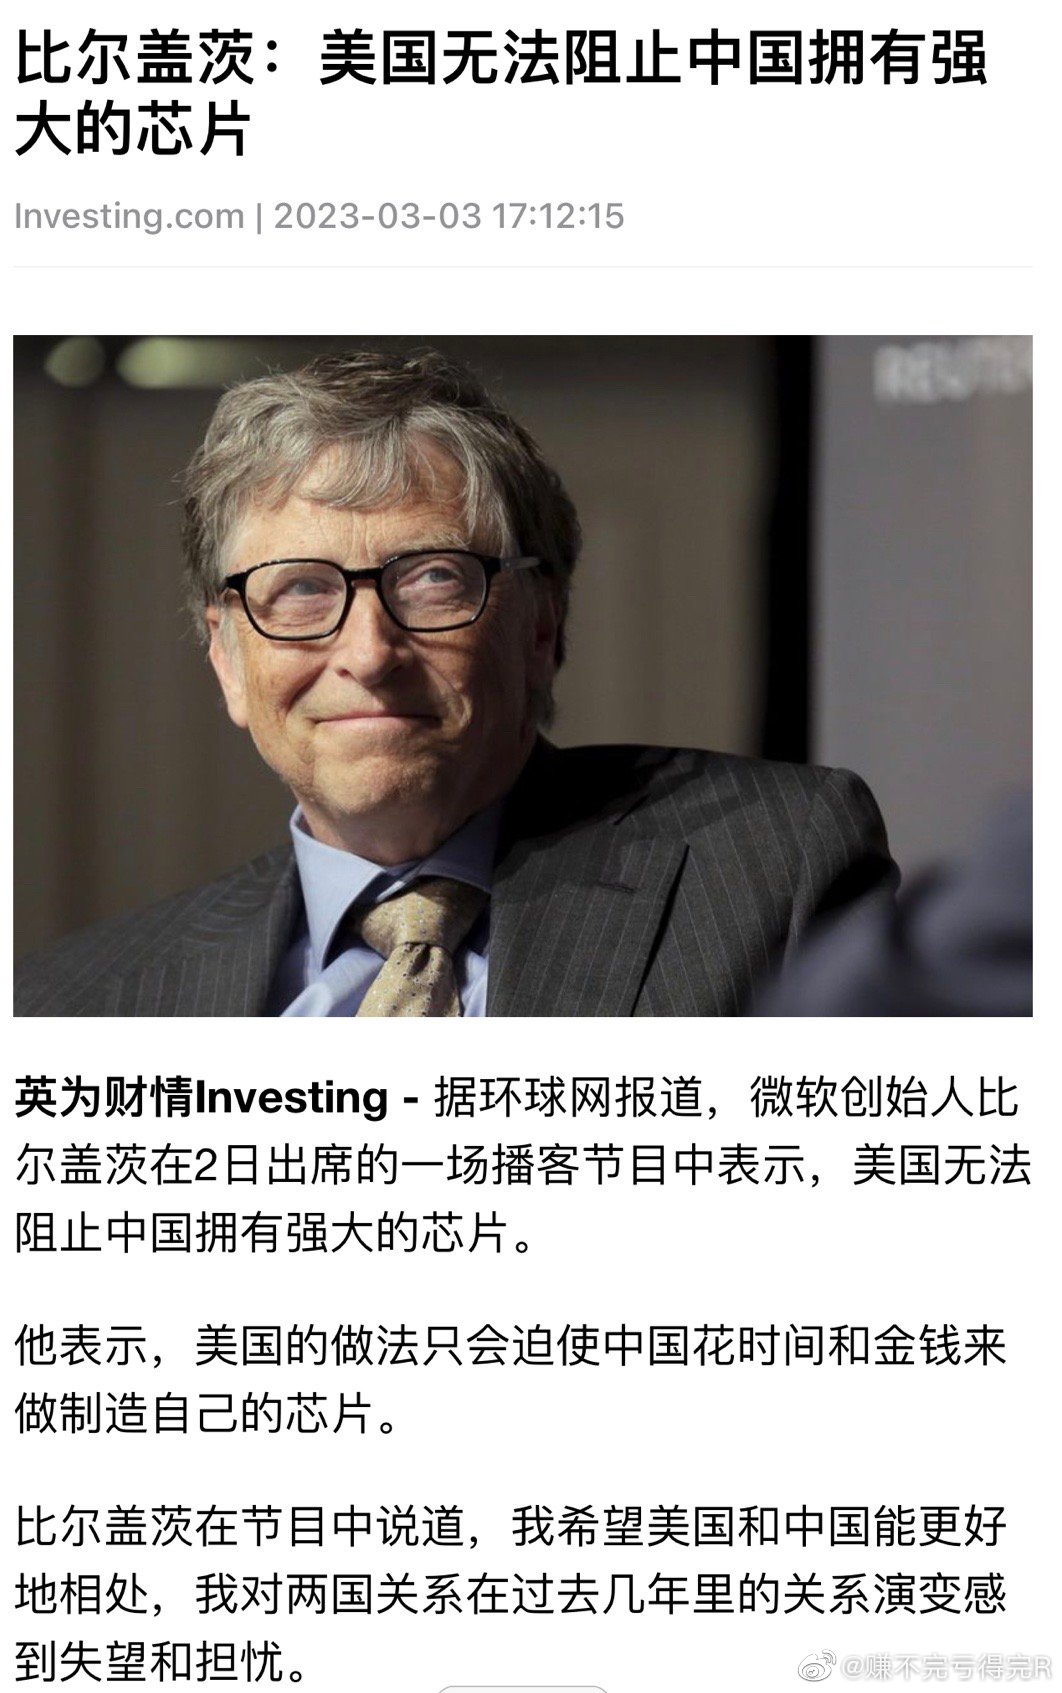 比尔盖茨：美国无法阻止中国拥有强
大的芯片
Investing.com | 2023-03-03 17:12:15
REUTE
英为财情Investing - 据环球网报道，微软创始人比
尔盖茨在2日出席的一场播客节目中表示，美国无法
阻止中国拥有强大的芯片。
他表示，美国的做法只会迫使中国花时间和金钱来
做制造自己的芯片。
比尔盖茨在节目中说道，我希望美国和中国能更好
地相处，我对两国关系在过去几年里的关系演变感
到失望和担忧。
@赚不完亏得完R